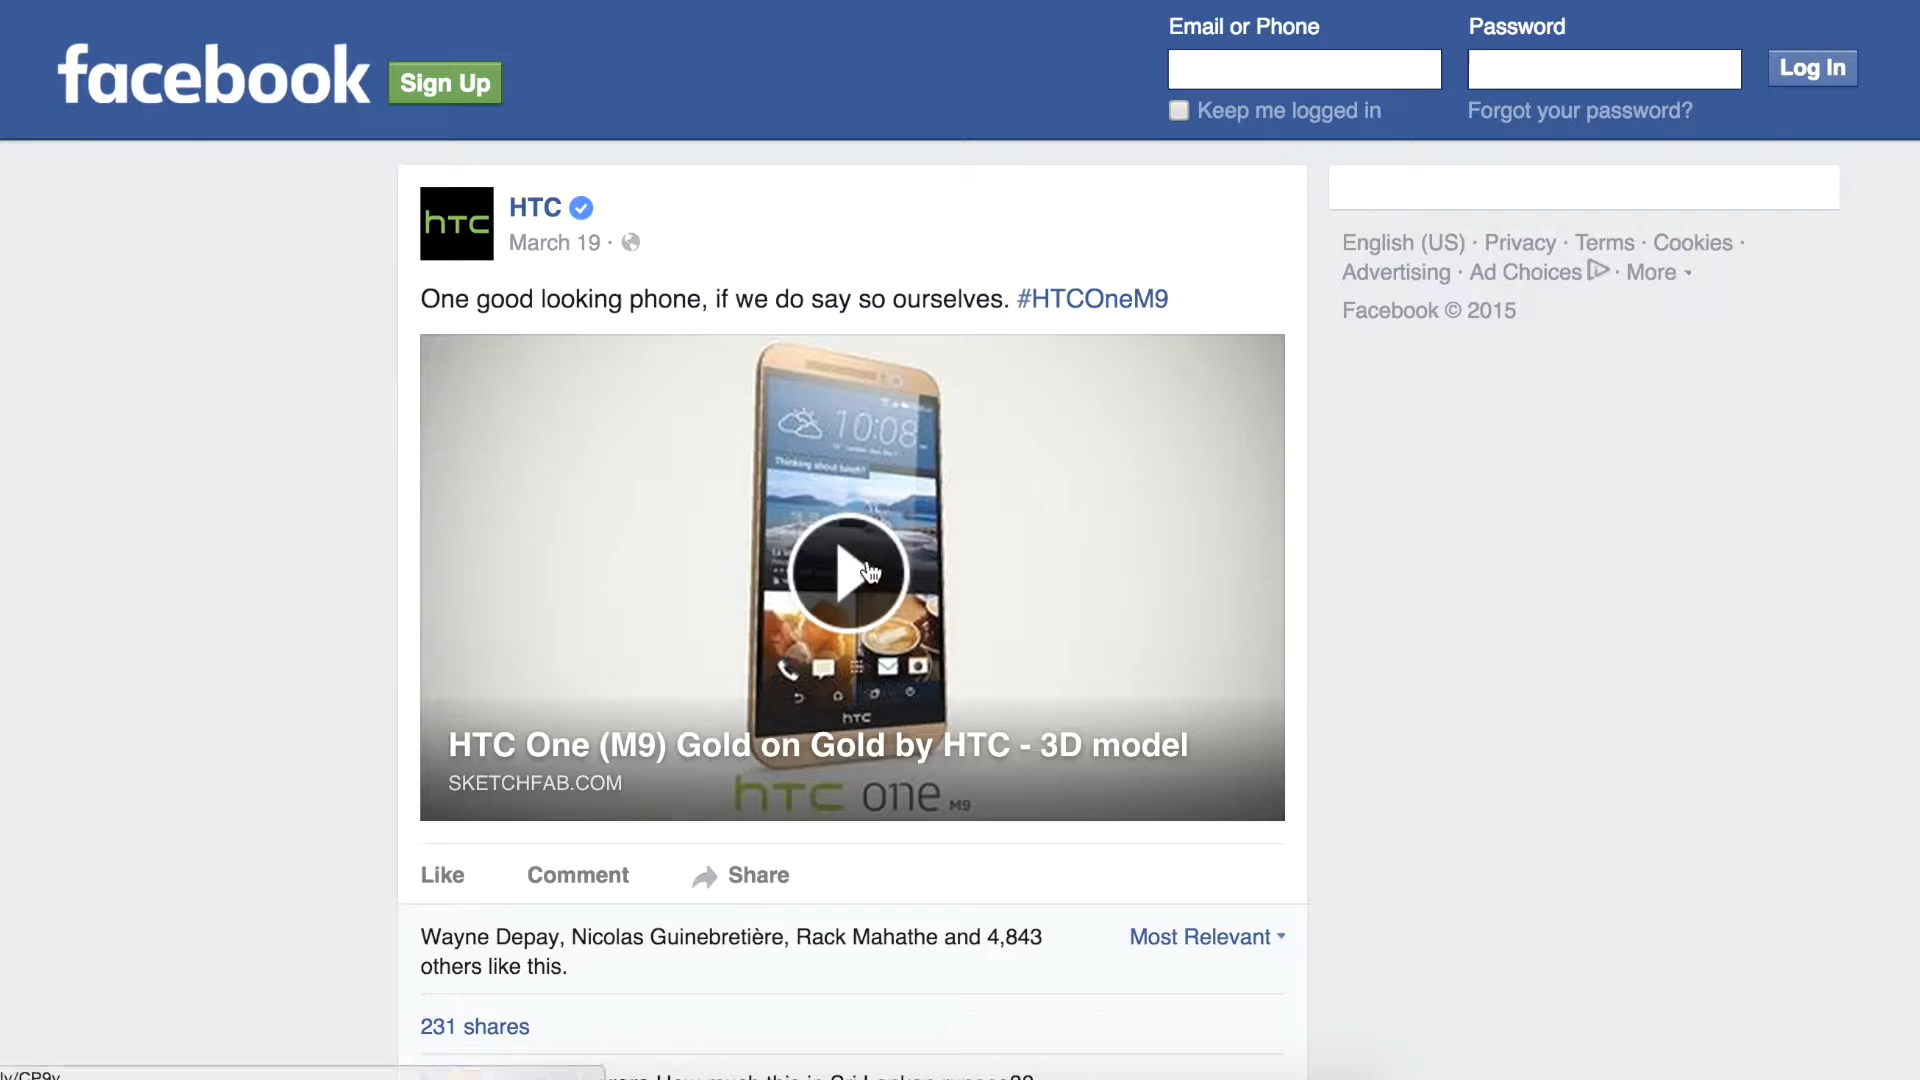 facebook
Sign Up
Email or Phone
Password
Log In
Keep me logged in
Forgot your password?
hTC
HTC
March 19 ·
One good looking phone, if we do say so ourselves. #HTCOneM9
English (US) · Privacy · Terms · Cookies ·
Advertising · Ad Choices · More
Facebook © 2015
10:08
Thinking about lunch?
hTC
HTC One (M9) Gold on Gold by HTC - 3D model
SKETCHFAB.COM
hTC one M9
Like
Comment
Share
Wayne Depay, Nicolas Guinebretière, Rack Mahathe and 4,843
others like this.
Most Relevant
231 shares